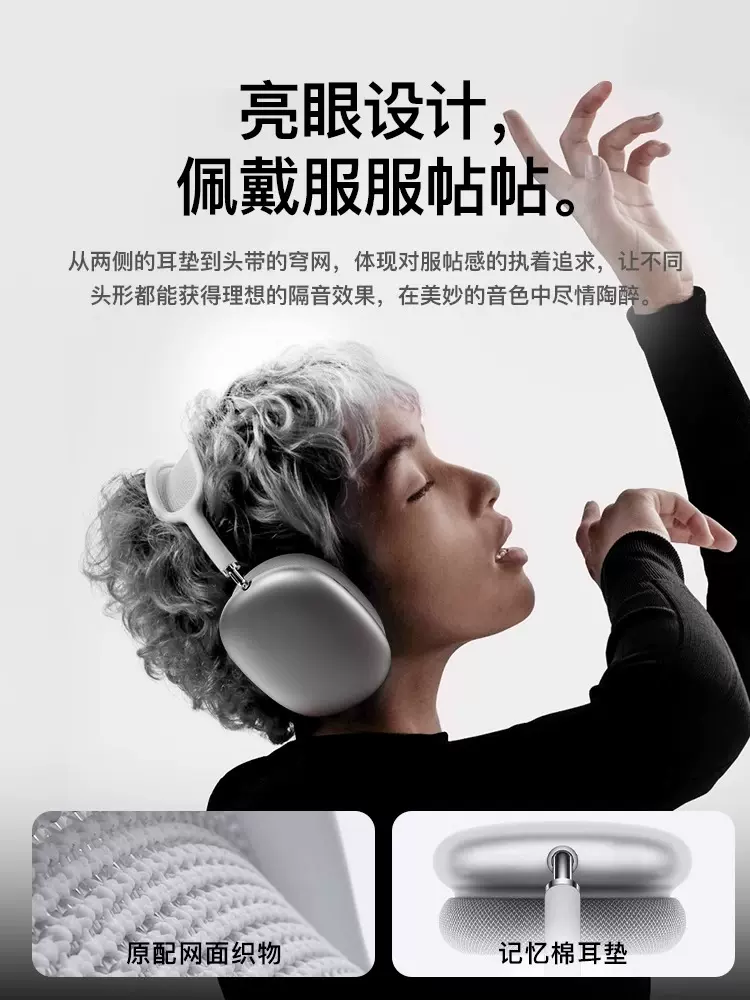 亮眼设计，
佩戴服服帖帖。
从两侧的耳垫到头带的穹网，体现对服帖感的执着追求，让不同
头形都能获得理想的隔音效果，在美妙的音色中尽情陶醉。
原配网面织物
记忆棉耳垫